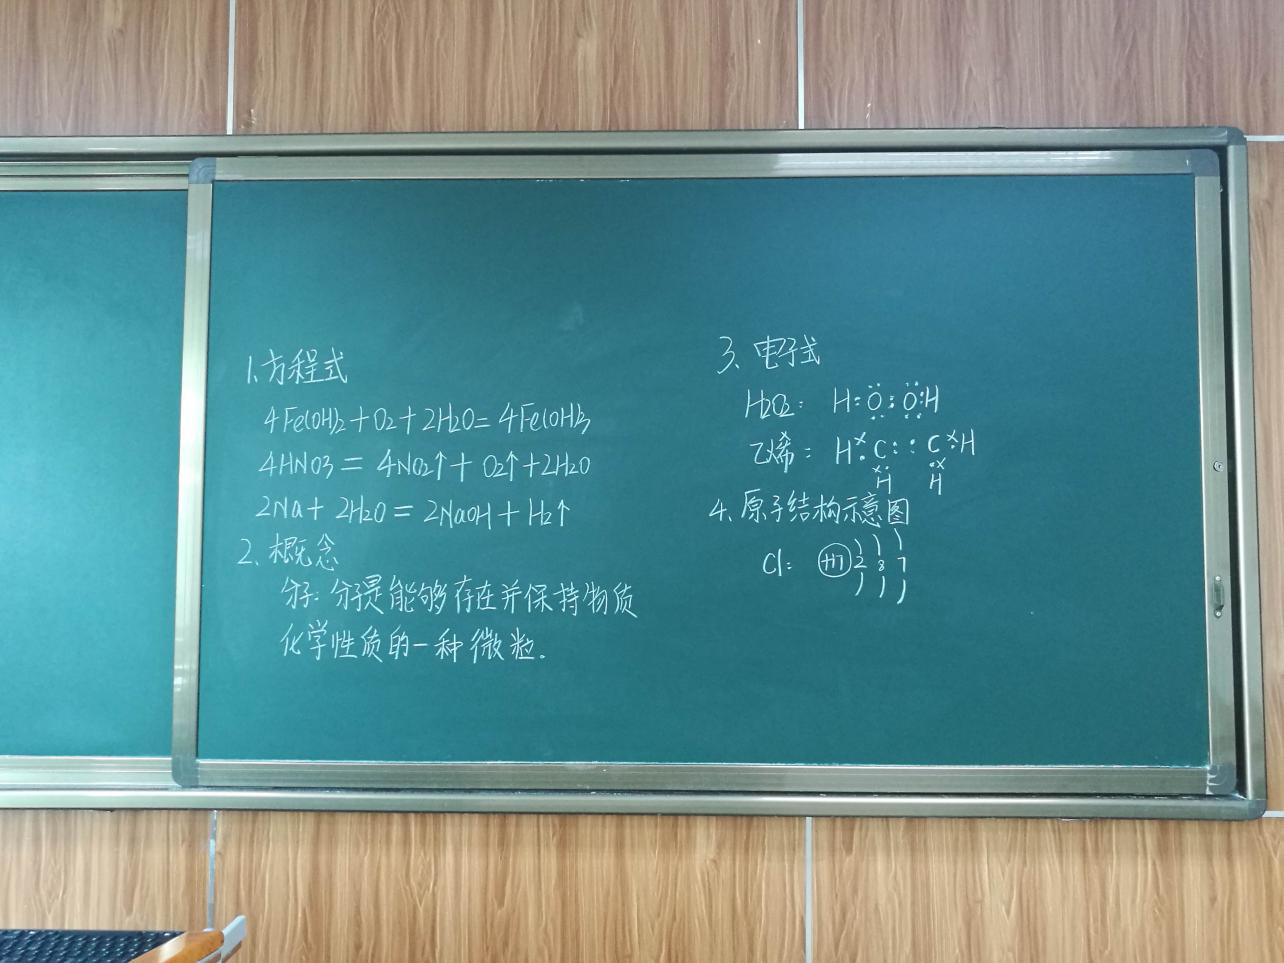 1、方程式
4Fe(OH)2+O2+2H2O=4Fe(OH)3
4HNO3=4NO2↑+O2↑+2H2O
2Na+2H2O=2NaOH+H2↑
2、概念
分子:分子是能够存在并保持物质
化学性质的一种微粒.
3、电子式
H2O2: H:O:O:H
乙烯: H:C::C:H
H H
4、原子结构示意图
Cl: +17 2 8 7